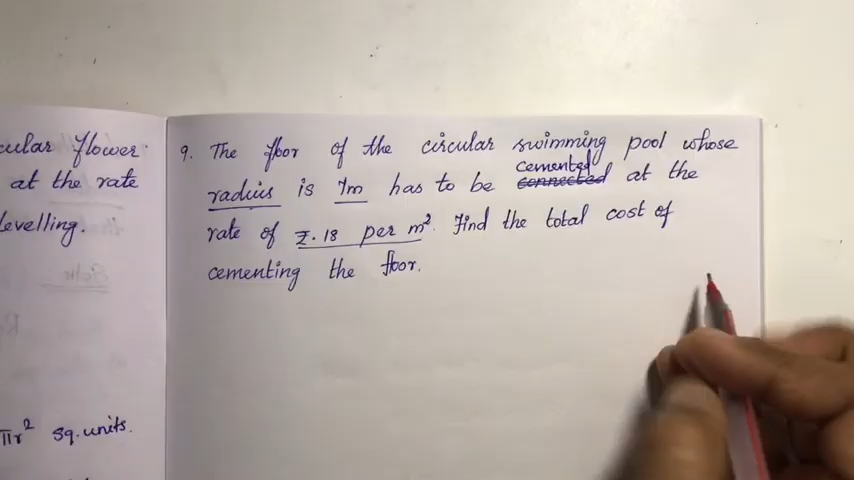 cular flower
at the rate
levelling.
πr² sq.units.
9. The floor of the circular swimming pool whose
cemented
radius is 7m has to be connected at the
rate of ₹.18 per m². Find the total cost of
cementing the floor.